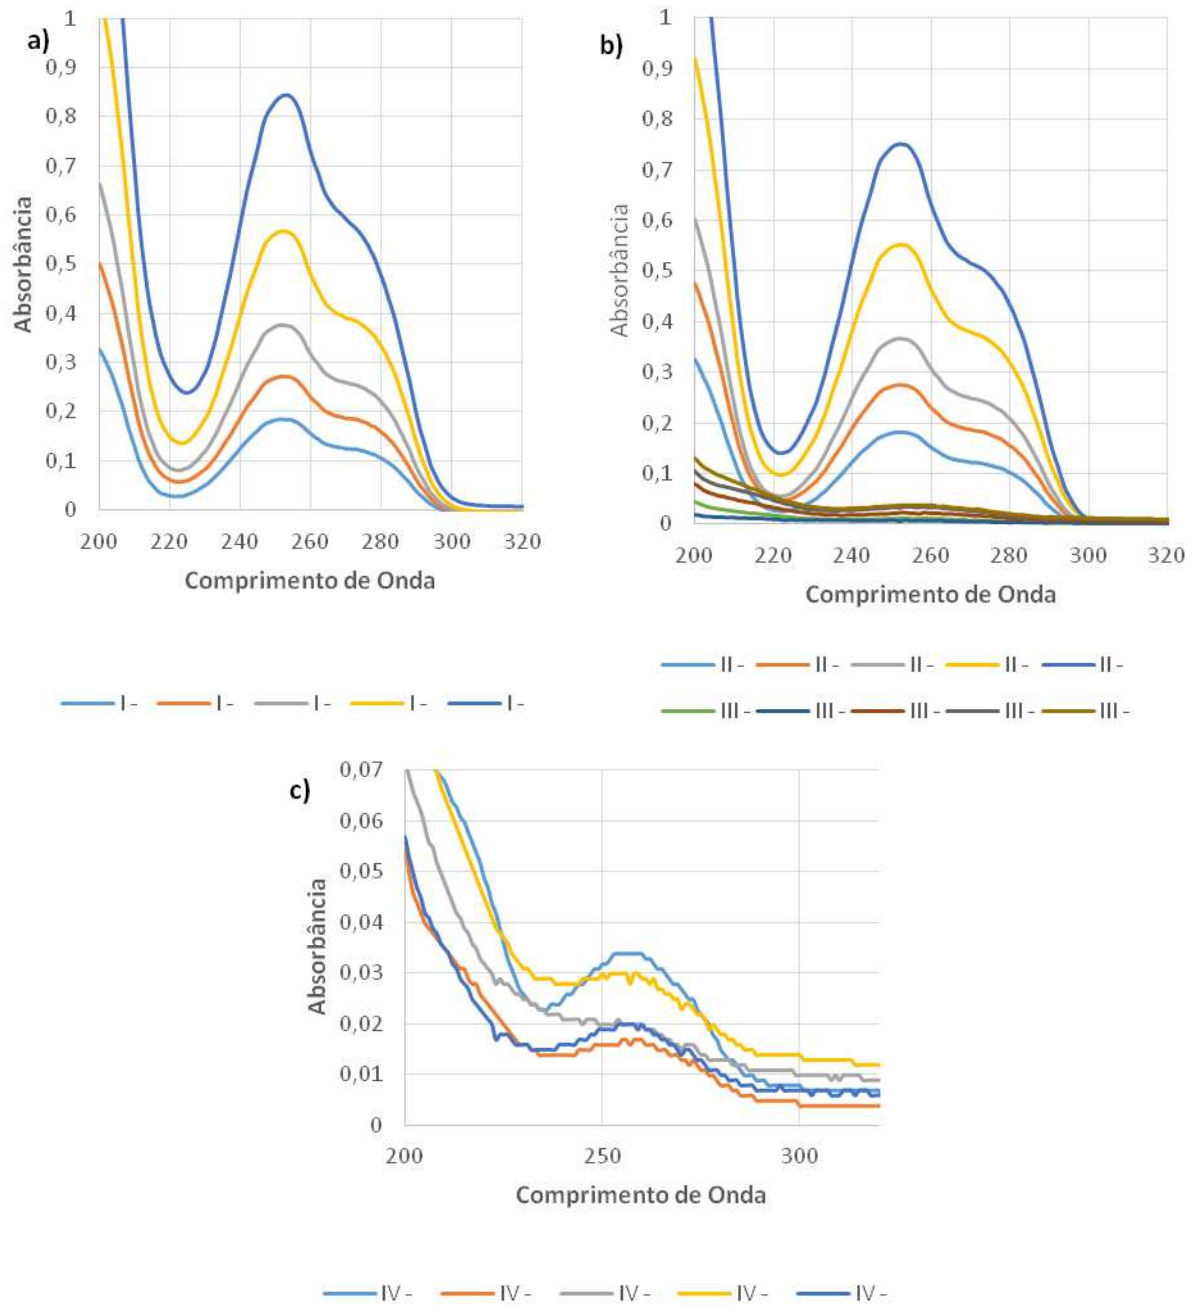 a)
1
0,9
0,8
0,7
0,6
0,5
0,4
0,3
0,2
0,1
0
Absorbância
200 220 240 260 280 300 320
Comprimento de Onda
I - I - I - I - I -
b)
1
0,9
0,8
0,7
0,6
0,5
0,4
0,3
0,2
0,1
0
Absorbância
200 220 240 260 280 300 320
Comprimento de Onda
II - II - II - II - II -
III - III - III - III - III -
c)
0,07
0,06
0,05
0,04
0,03
0,02
0,01
0
Absorbância
200 250 300
Comprimento de Onda
IV - IV - IV - IV - IV -